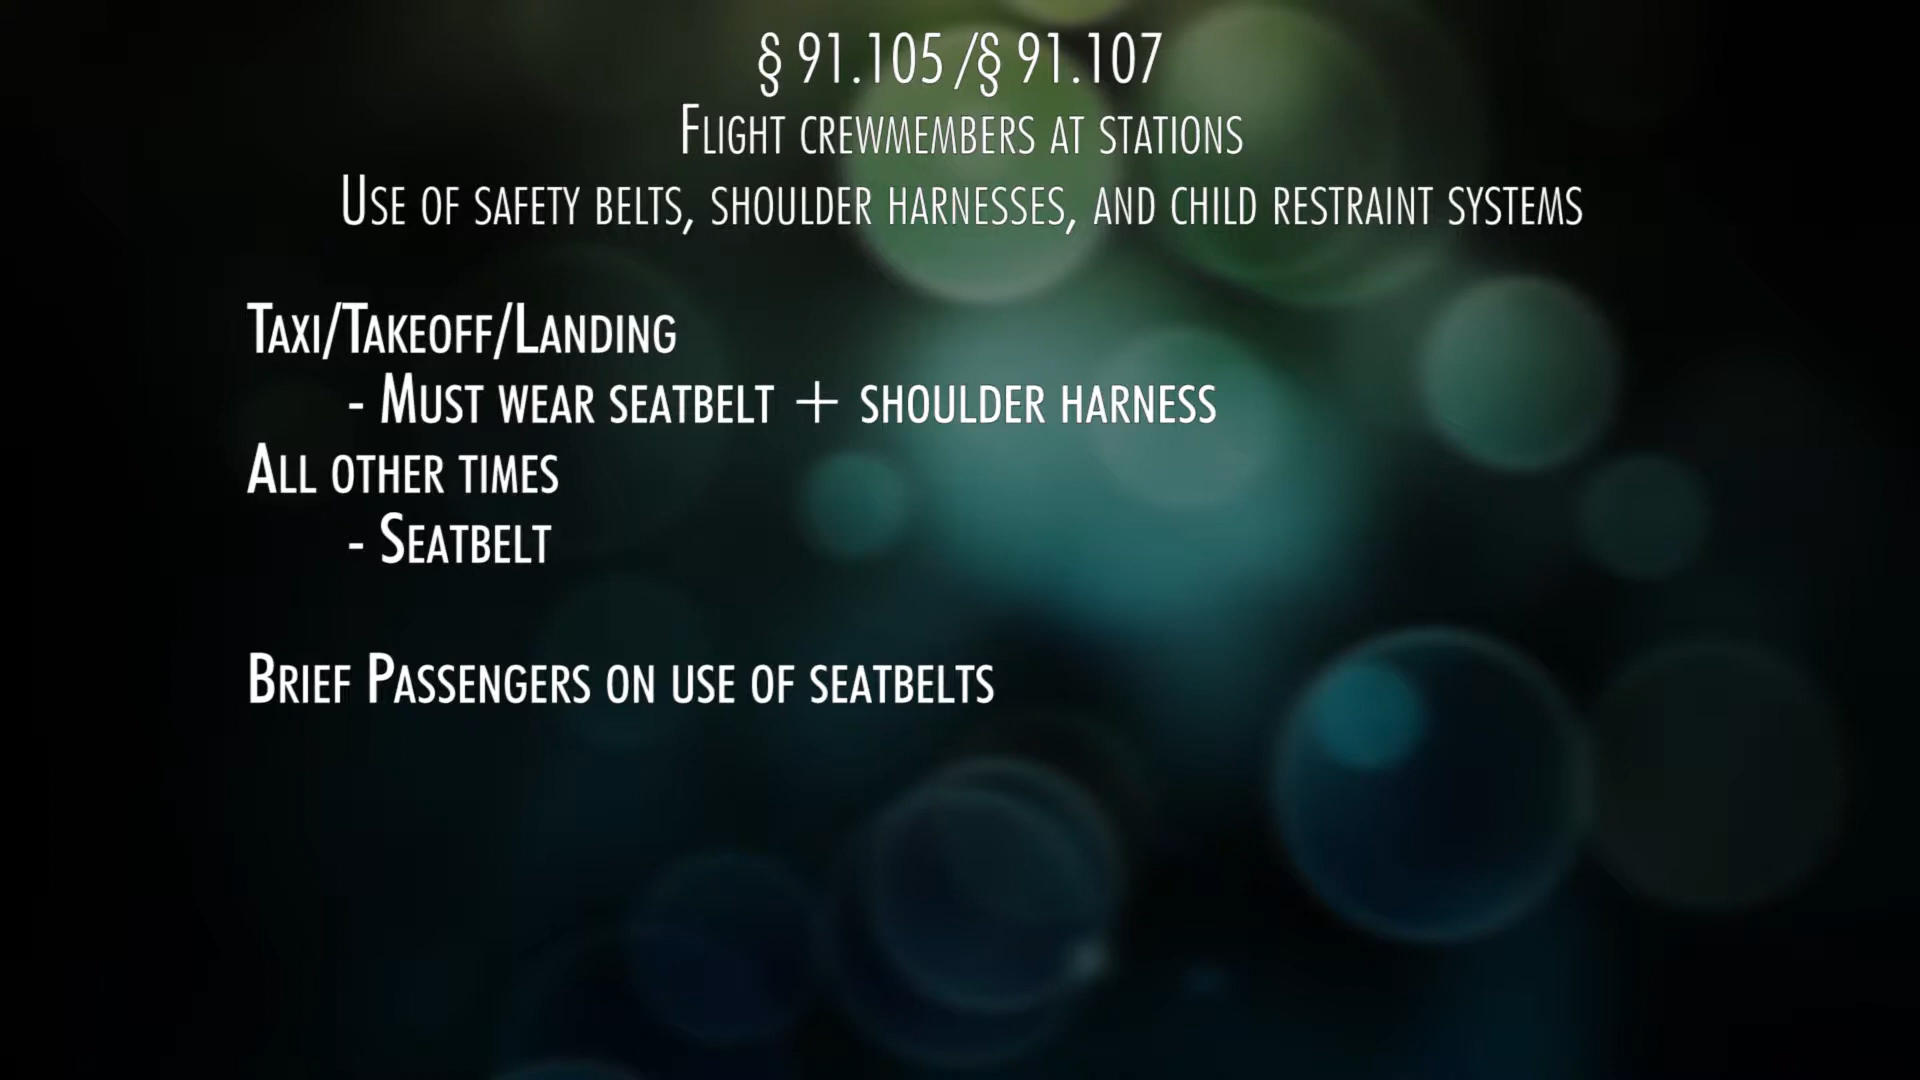 § 91.105 /§ 91.107
Flight crewmembers at stations
Use of safety belts, shoulder harnesses, and child restraint systems
Taxi/Takeoff/Landing
- Must wear seatbelt + shoulder harness
All other times
- Seatbelt
Brief Passengers on use of seatbelts